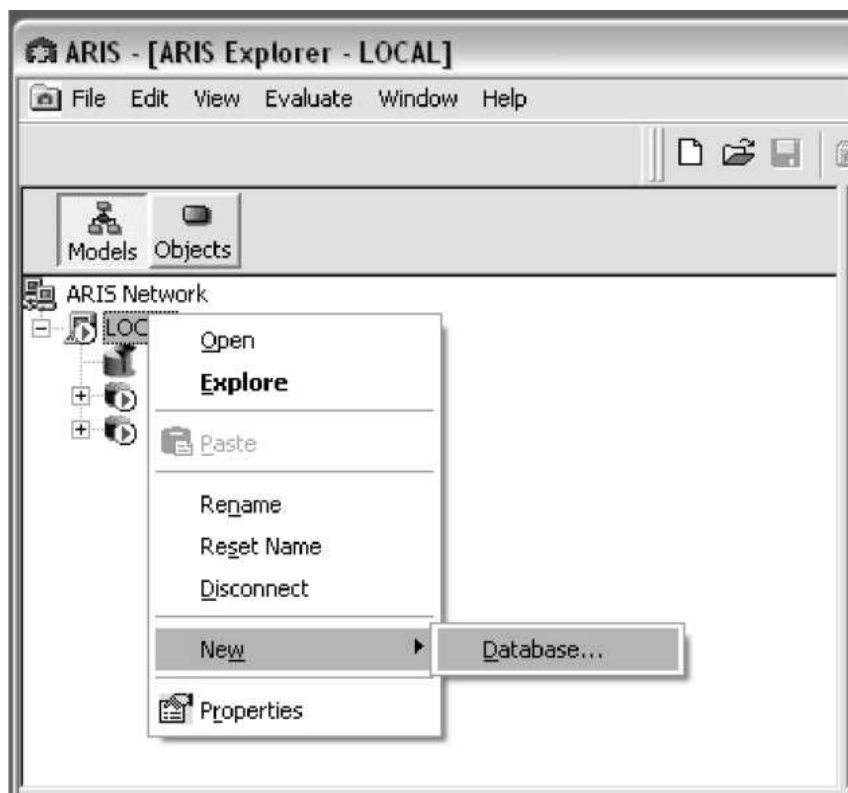 ARIS - [ARIS Explorer - LOCAL]
File Edit View Evaluate Window Help
Models Objects
ARIS Network
LOC
Open
Explore
Paste
Rename
Reset Name
Disconnect
New Database...
Properties